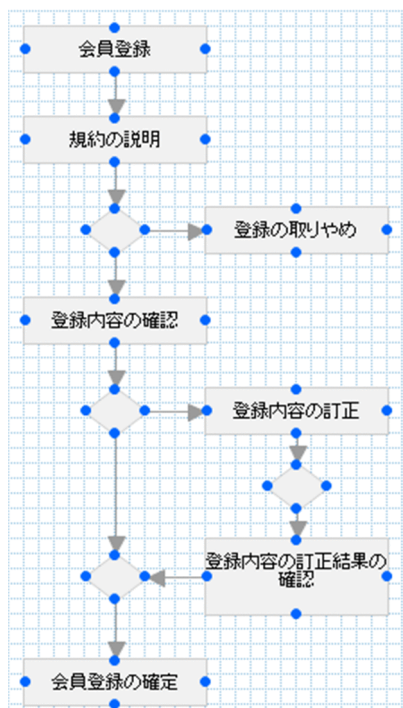 会員登録
規約の説明
登録の取りやめ
登録内容の確認
登録内容の訂正
登録内容の訂正結果の
確認
会員登録の確定